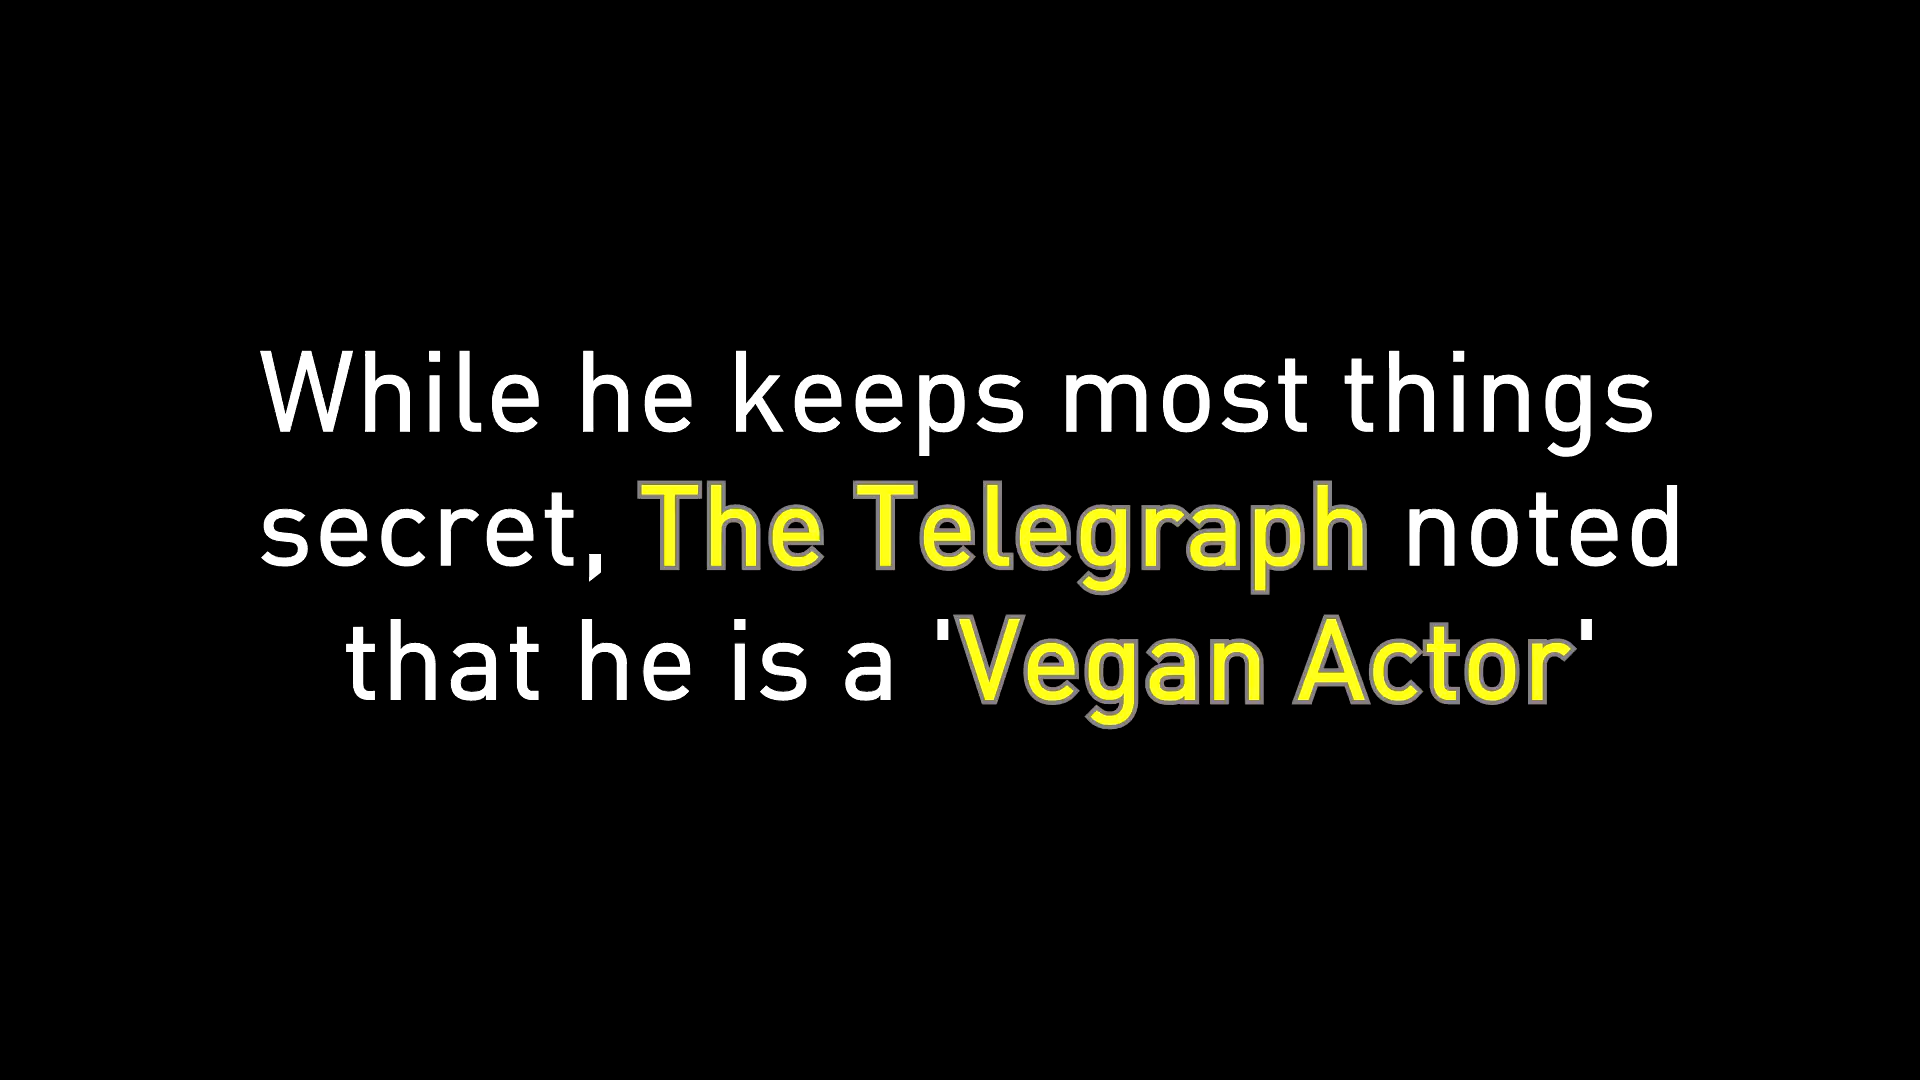 While he keeps most things
secret, The Telegraph noted
that he is a 'Vegan Actor'